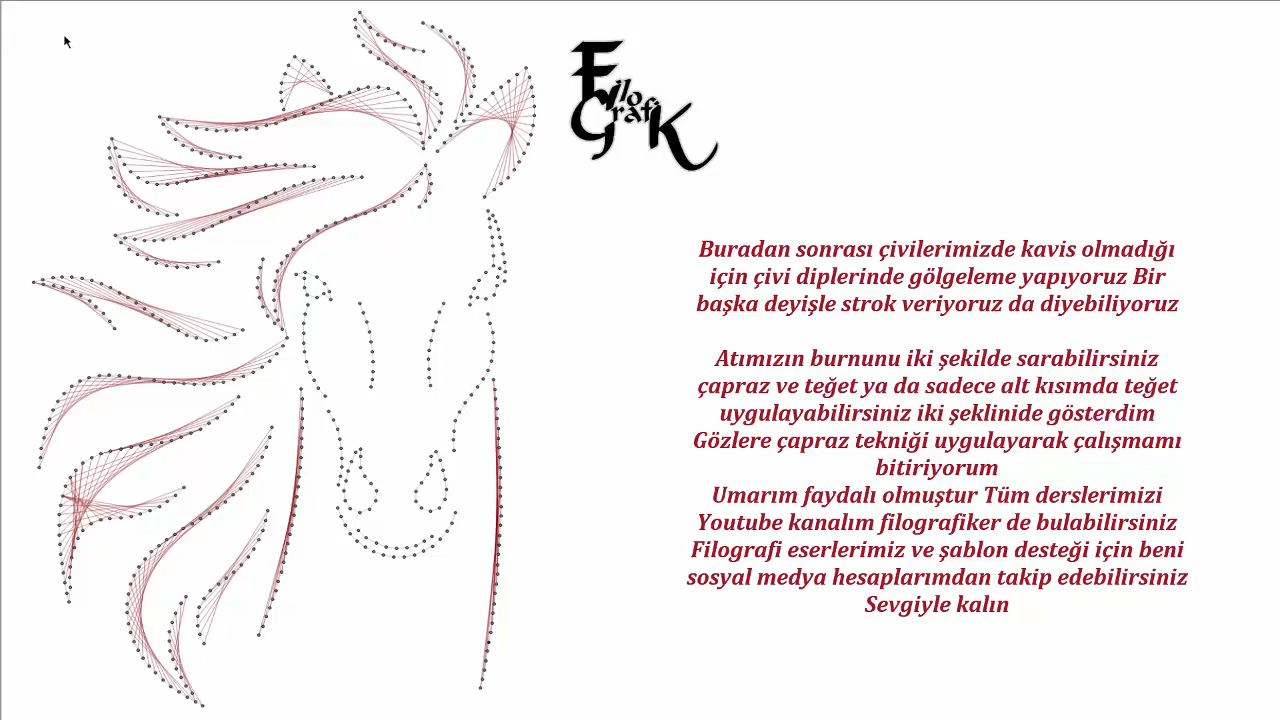 Filo
GrafiK
Buradan sonrası çivilerimizde kavis olmadığı
için çivi diplerinde gölgeleme yapıyoruz Bir
başka deyişle strok veriyoruz da diyebiliyoruz
Atımızın burnunu iki şekilde sarabilirsiniz
çapraz ve teğet ya da sadece alt kısımda teğet
uygulayabilirsiniz iki şeklinide gösterdim
Gözlere çapraz tekniği uygulayarak çalışmamı
bitiriyorum
Umarım faydalı olmuştur Tüm derslerimizi
Youtube kanalım filografiker de bulabilirsiniz
Filografi eserlerimiz ve şablon desteği için beni
sosyal medya hesaplarımdan takip edebilirsiniz
Sevgiyle kalın